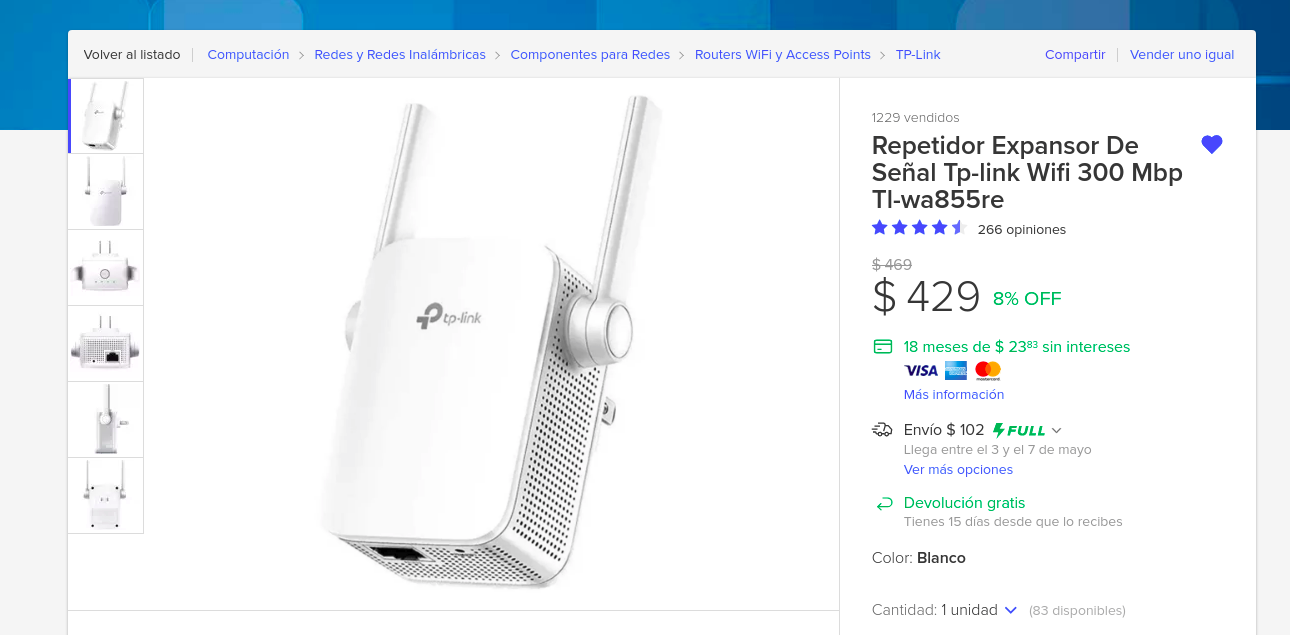 Volver al listado Computación Redes y Redes Inalámbricas Componentes para Redes Routers WiFi y Access Points TP-Link Compartir Vender uno igual
1229 vendidos
Repetidor Expansor De
Señal Tp-link Wifi 300 Mbp
Tl-wa855re
266 opiniones
$ 469
$ 429 8% OFF
18 meses de $ 23⁸³ sin intereses
VISA AMERICAN EXPRESS mastercard
Más información
Envío $ 102 FULL
Llega entre el 3 y el 7 de mayo
Ver más opciones
Devolución gratis
Tienes 15 días desde que lo recibes
Color: Blanco
Cantidad: 1 unidad (83 disponibles)
tp-link